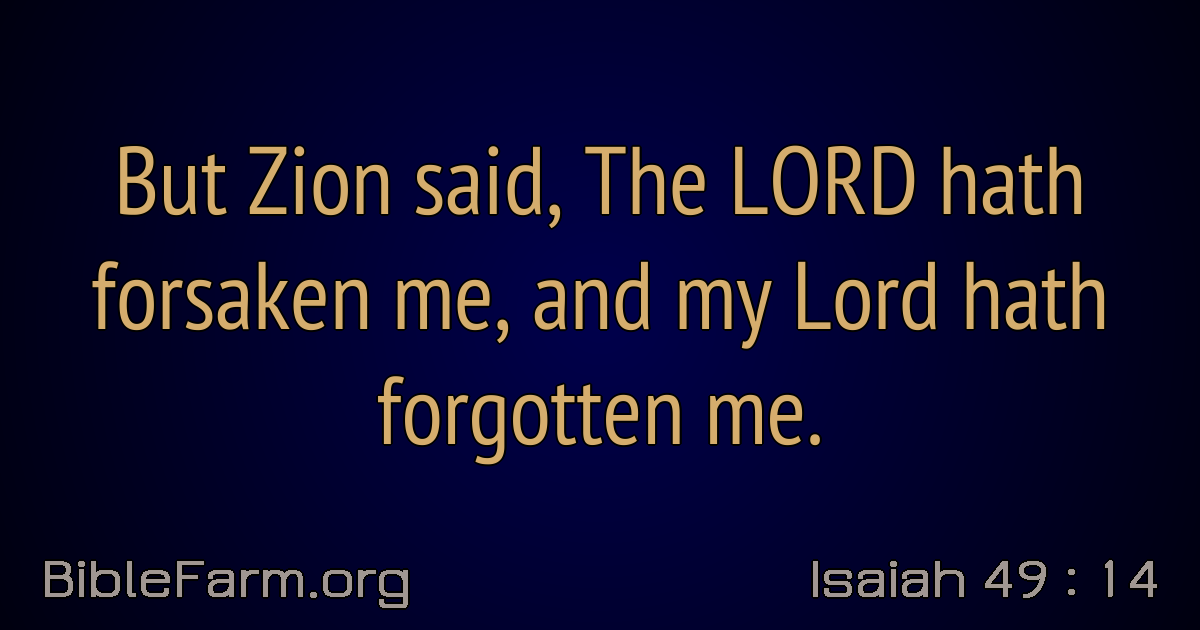 But Zion said, The LORD hath
forsaken me, and my Lord hath
forgotten me.
BibleFarm.org
Isaiah 49 : 14